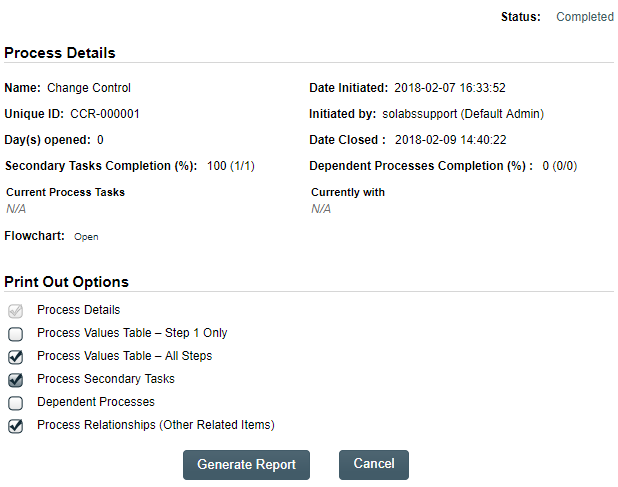 Status: Completed
Process Details
Name: Change Control Date Initiated: 2018-02-07 16:33:52
Unique ID: CCR-000001 Initiated by: solabssupport (Default Admin)
Day(s) opened: 0 Date Closed : 2018-02-09 14:40:22
Secondary Tasks Completion (%): 100 (1/1) Dependent Processes Completion (%) : 0 (0/0)
Current Process Tasks Currently with
N/A N/A
Flowchart: Open
Print Out Options
Process Details
Process Values Table – Step 1 Only
Process Values Table – All Steps
Process Secondary Tasks
Dependent Processes
Process Relationships (Other Related Items)
Generate Report Cancel